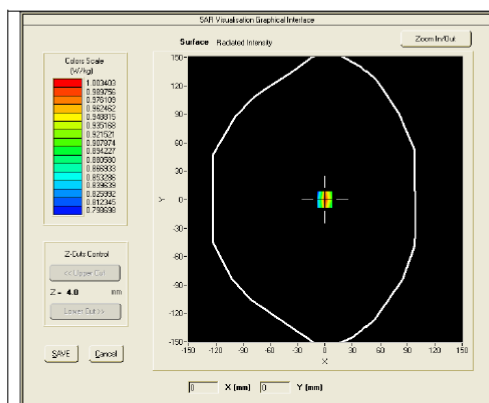 SAR Visualisation Graphical Interface
Surface Radiated Intensity
Zoom In/Out
Colors Scale
(W/kg)
1.003403
0.989756
0.976109
0.962462
0.948815
0.935168
0.921521
0.907874
0.894227
0.880580
0.866933
0.853286
0.839639
0.825992
0.812345
0.798698
Z-Cuts Control
<< Upper Cut
Z = 4.0 mm
Lower Cut >>
SAVE
Cancel
150
120
90
60
30
0
-30
-60
-90
-120
-150
Y
-150 -120 -90 -60 -30 0 30 60 90 120 150
X
0 X (mm) 0 Y (mm)